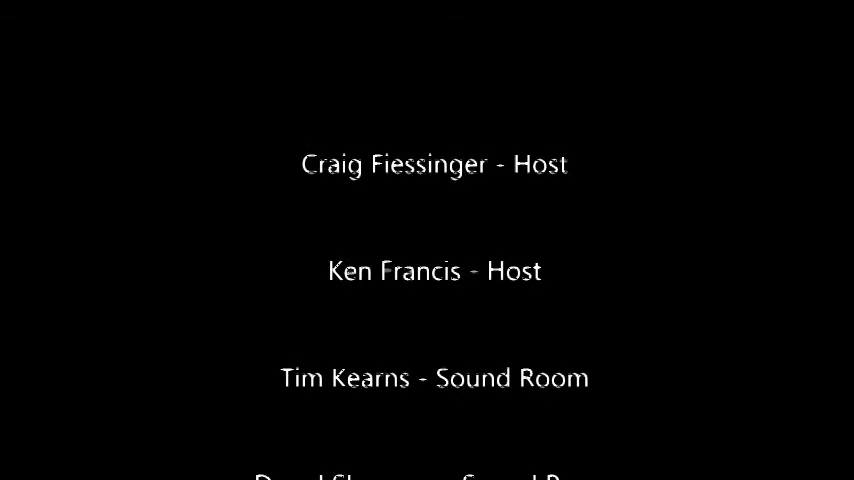 Craig Fiessinger - Host
Ken Francis - Host
Tim Kearns - Sound Room